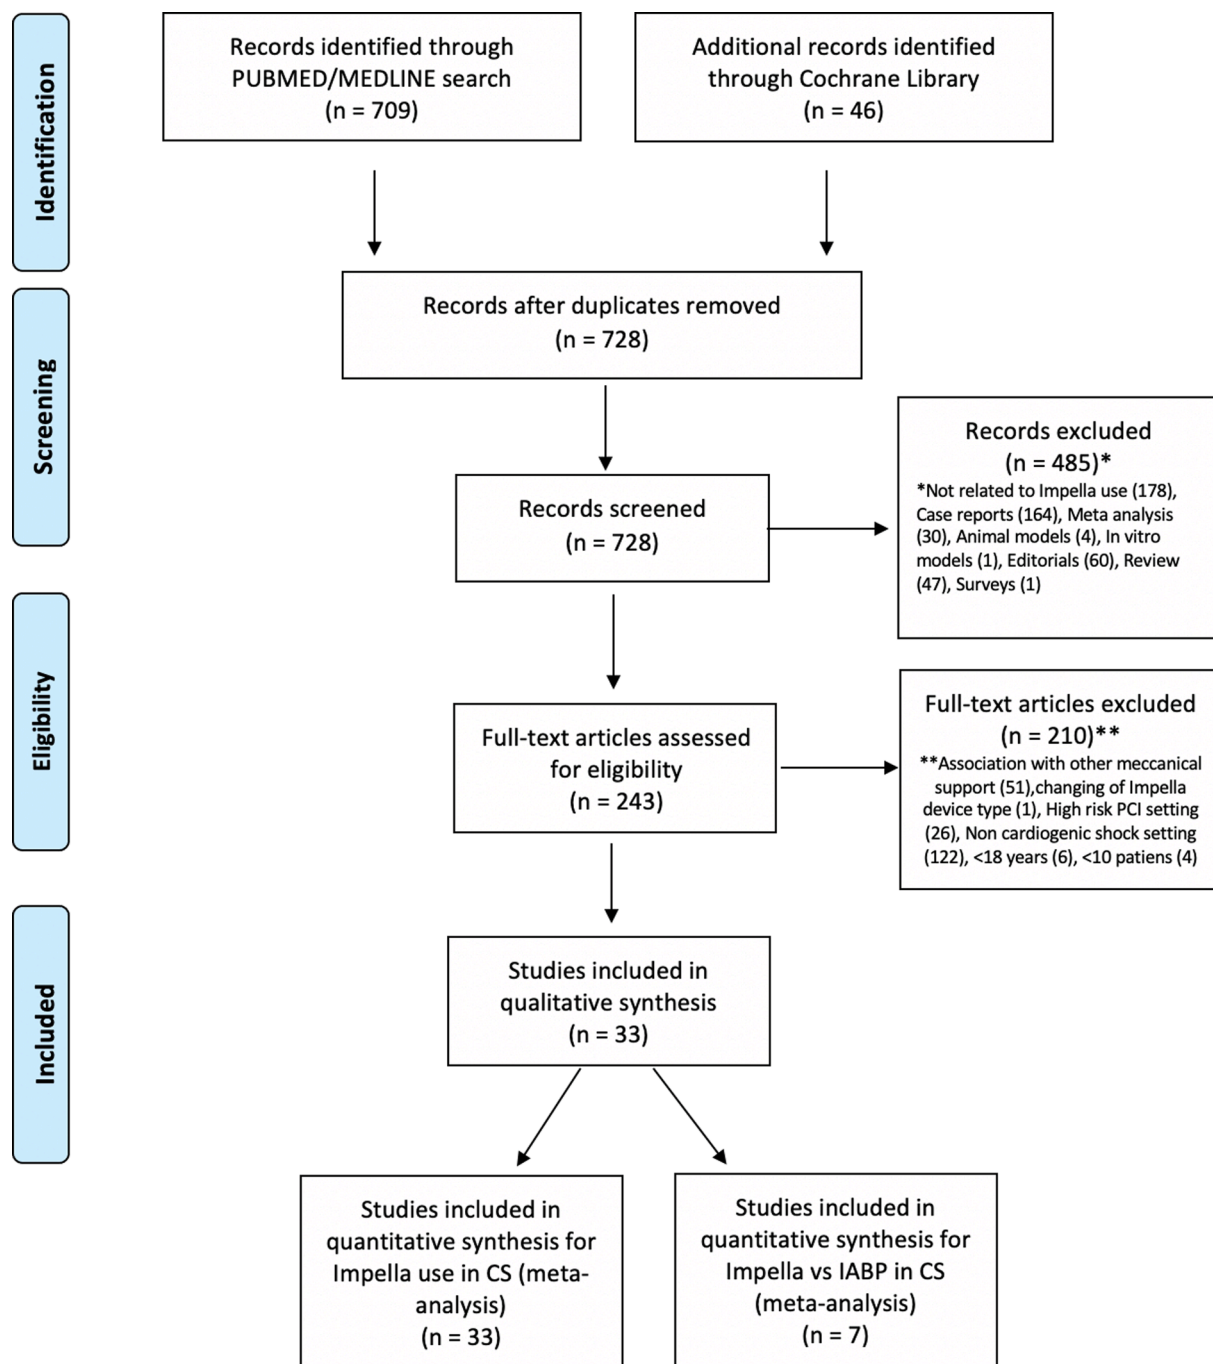 Identification
Records identified through
PUBMED/MEDLINE search
(n = 709)
Additional records identified
through Cochrane Library
(n = 46)
Screening
Records after duplicates removed
(n = 728)
Records screened
(n = 728)
Records excluded
(n = 485)*
*Not related to Impella use (178),
Case reports (164), Meta analysis
(30), Animal models (4), In vitro
models (1), Editorials (60), Review
(47), Surveys (1)
Eligibility
Full-text articles assessed
for eligibility
(n = 243)
Full-text articles excluded
(n = 210)**
**Association with other meccanical
support (51),changing of Impella
device type (1), High risk PCI setting
(26), Non cardiogenic shock setting
(122), <18 years (6), <10 patiens (4)
Included
Studies included in
qualitative synthesis
(n = 33)
Studies included in
quantitative synthesis for
Impella use in CS (meta-
analysis)
(n = 33)
Studies included in
quantitative synthesis for
Impella vs IABP in CS
(meta-analysis)
(n = 7)